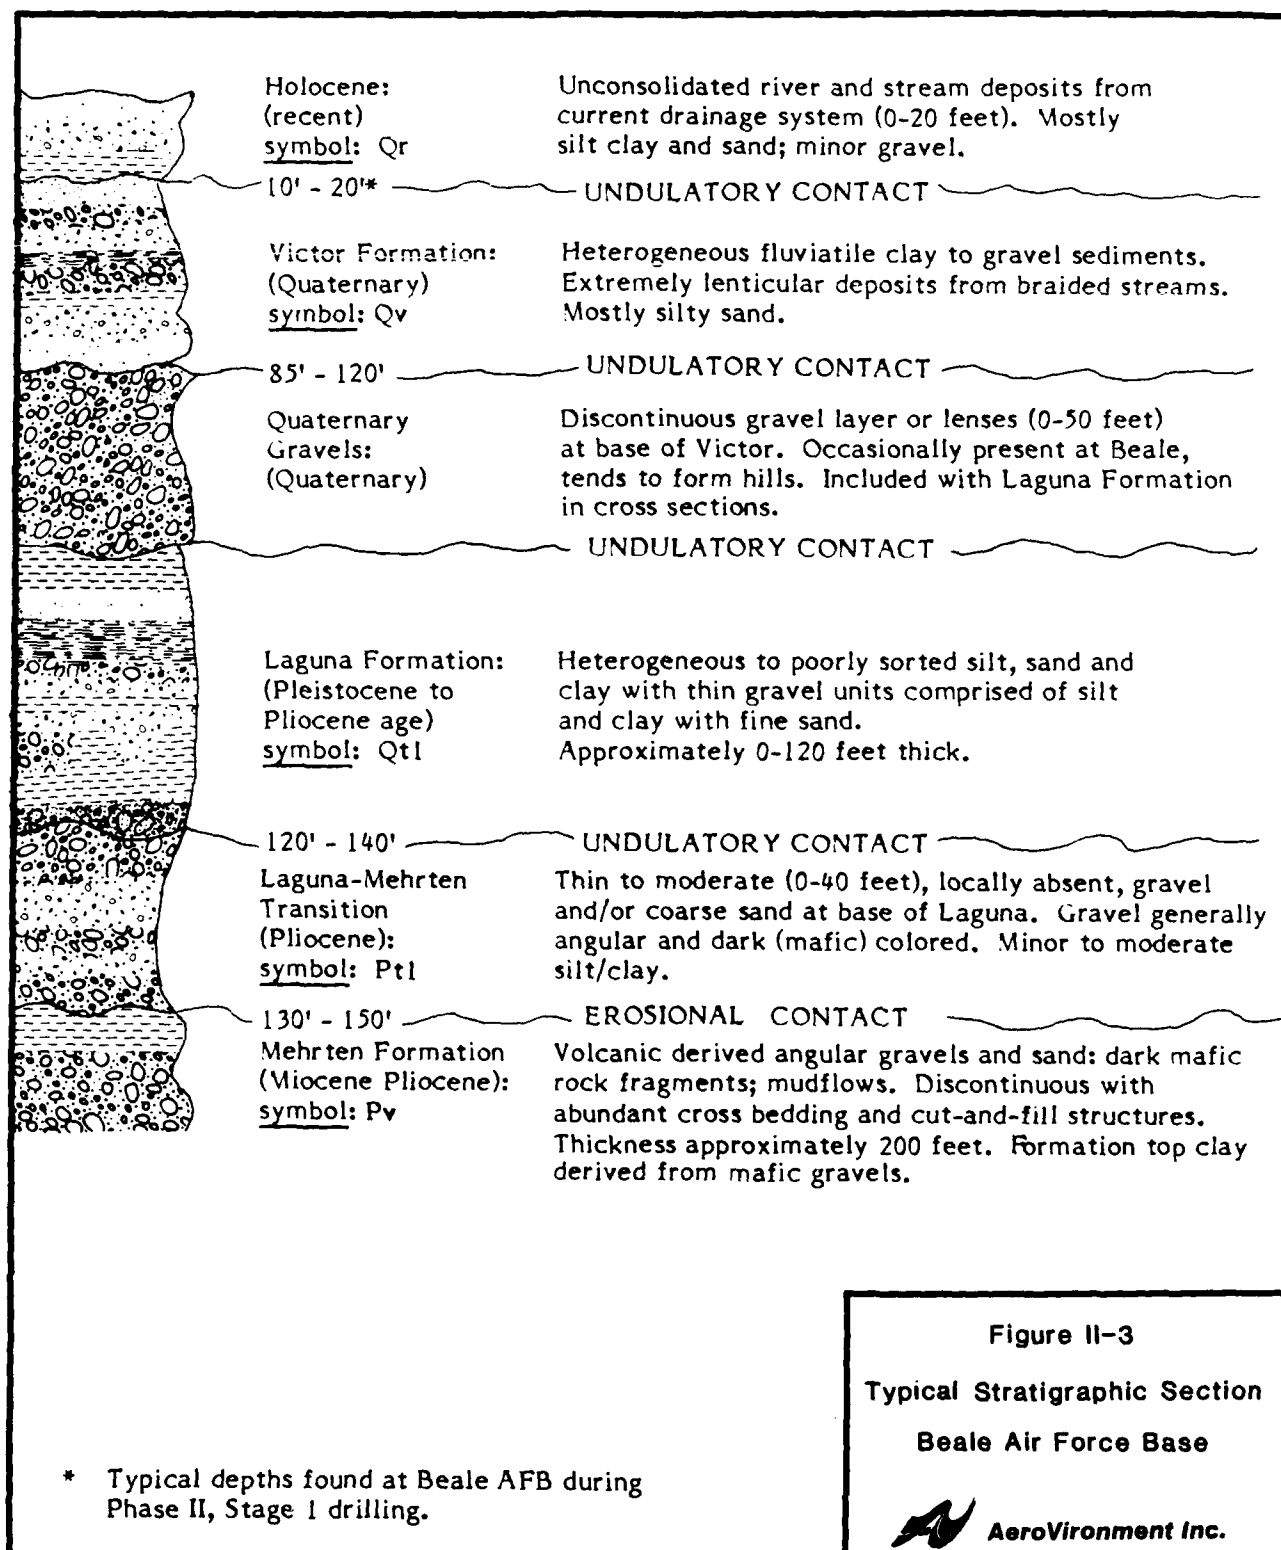 Holocene: Unconsolidated river and stream deposits from
(recent) current drainage system (0-20 feet). Mostly
symbol: Qr silt clay and sand; minor gravel.
10' - 20'* UNDULATORY CONTACT
Victor Formation: Heterogeneous fluviatile clay to gravel sediments.
(Quaternary) Extremely lenticular deposits from braided streams.
symbol: Qv Mostly silty sand.
85' - 120' UNDULATORY CONTACT
Quaternary Discontinuous gravel layer or lenses (0-50 feet)
Gravels: at base of Victor. Occasionally present at Beale,
(Quaternary) tends to form hills. Included with Laguna Formation
in cross sections.
UNDULATORY CONTACT
Laguna Formation: Heterogeneous to poorly sorted silt, sand and
(Pleistocene to clay with thin gravel units comprised of silt
Pliocene age) and clay with fine sand.
symbol: Qtl Approximately 0-120 feet thick.
120' - 140' UNDULATORY CONTACT
Laguna-Mehrten Thin to moderate (0-40 feet), locally absent, gravel
Transition and/or coarse sand at base of Laguna. Gravel generally
(Pliocene): angular and dark (mafic) colored. Minor to moderate
symbol: Ptl silt/clay.
130' - 150' EROSIONAL CONTACT
Mehrten Formation Volcanic derived angular gravels and sand: dark mafic
(Miocene Pliocene): rock fragments; mudflows. Discontinuous with
symbol: Pv abundant cross bedding and cut-and-fill structures.
Thickness approximately 200 feet. Formation top clay
derived from mafic gravels.
Figure II-3
Typical Stratigraphic Section
Beale Air Force Base
* Typical depths found at Beale AFB during
Phase II, Stage 1 drilling.
AeroVironment Inc.